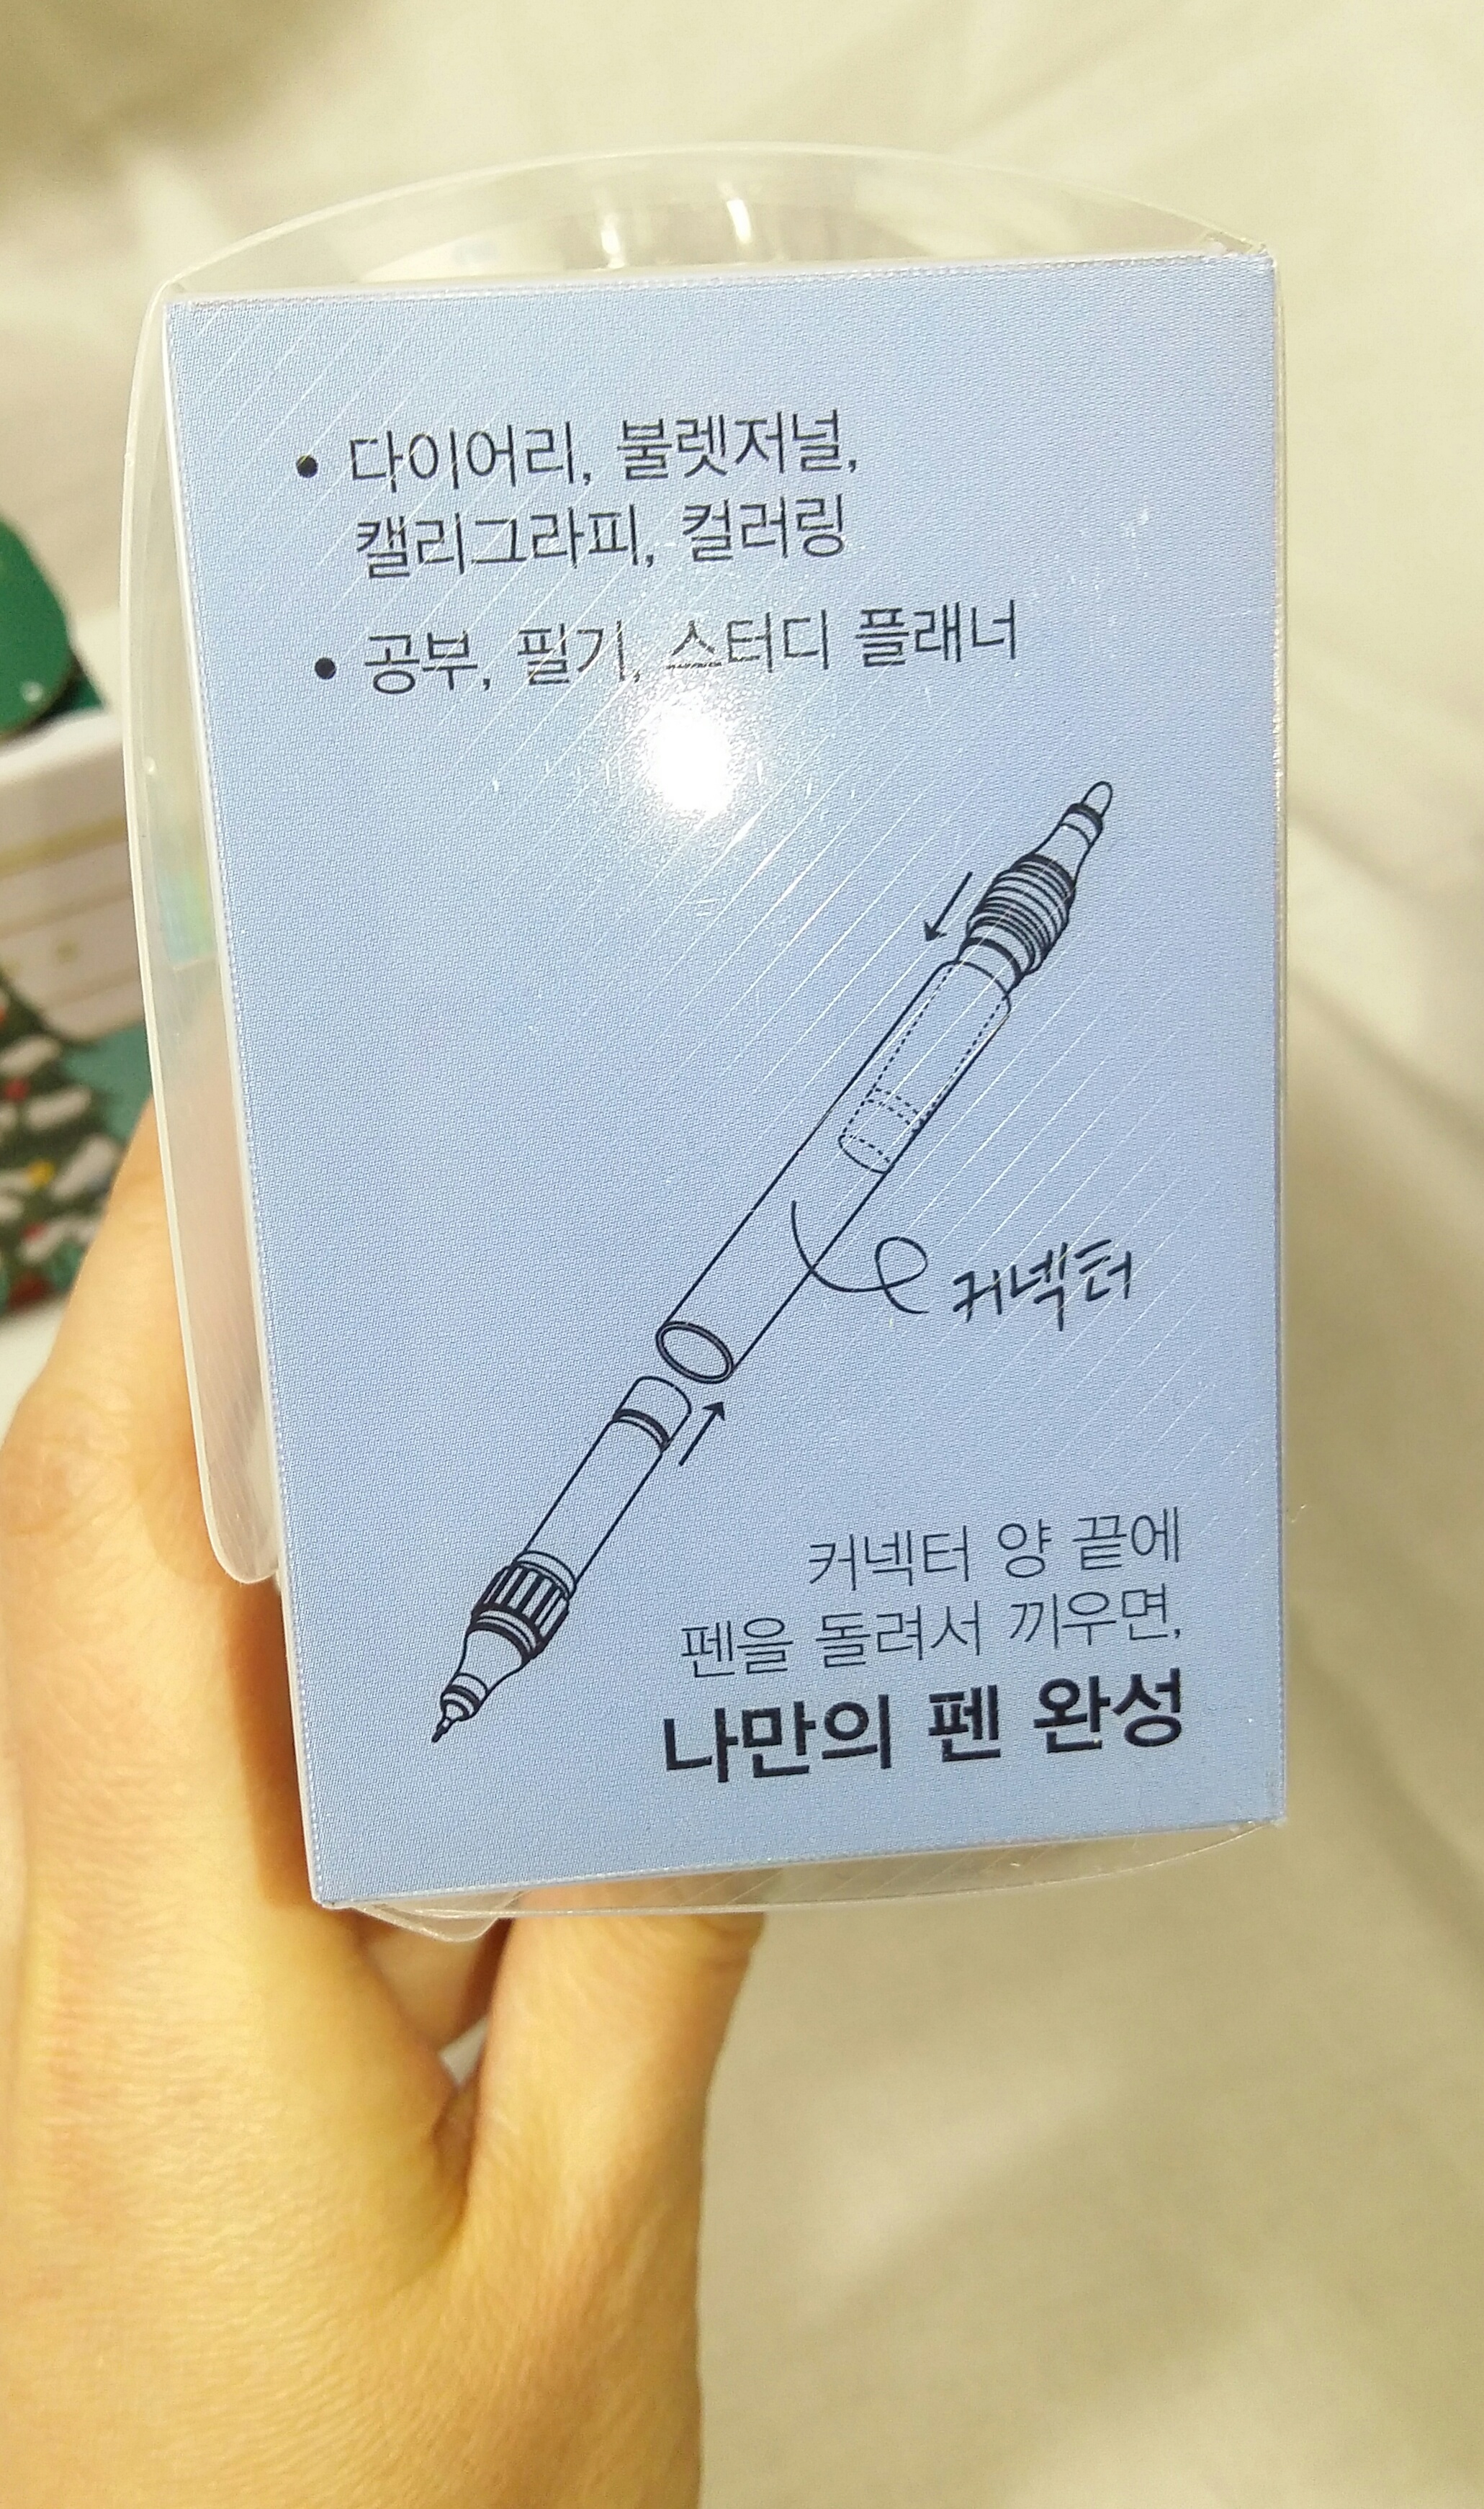 • 다이어리, 불렛저널,
캘리그라피, 컬러링
• 공부, 필기, 스터디 플래너
커넥터
커넥터 양 끝에
펜을 돌려서 끼우면,
나만의 펜 완성